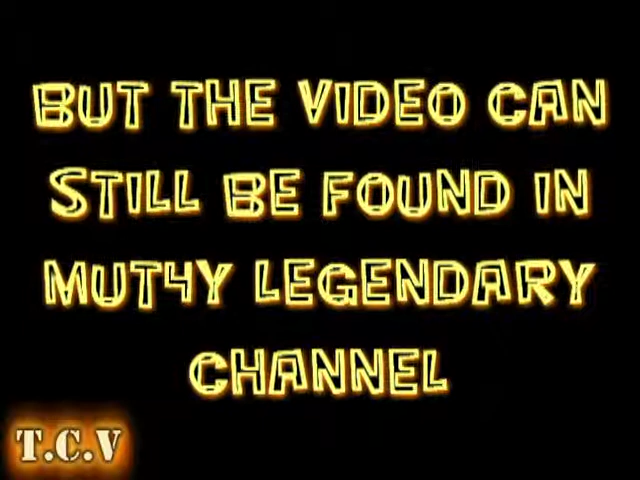 BUT THE VIDEO CAN
STILL BE FOUND IN
MUT4Y LEGENDARY
CHANNEL
T.C.V